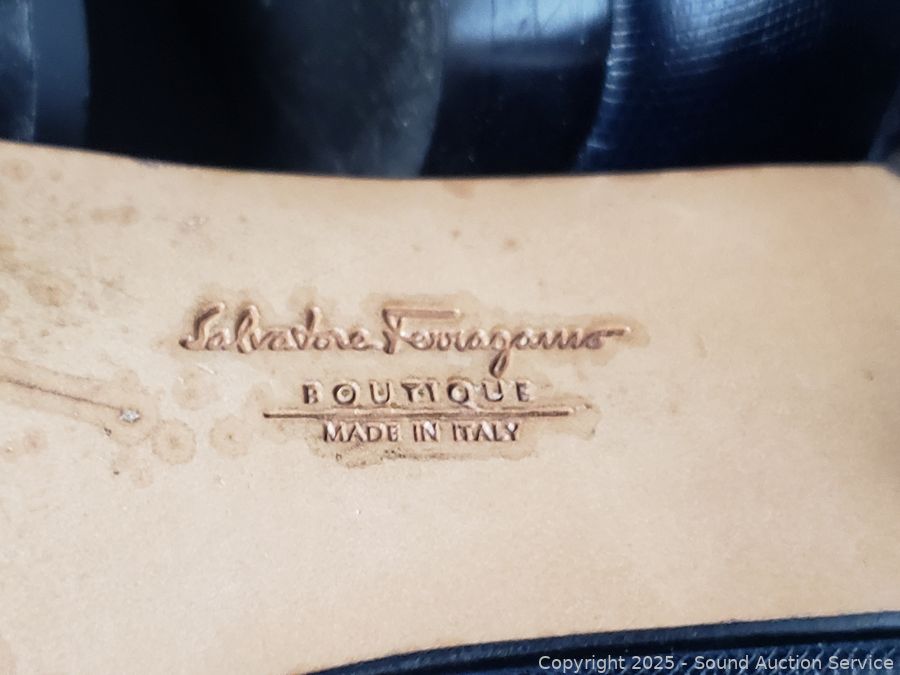 Salvatore Ferragamo
BOUTIQUE
MADE IN ITALY
Copyright 2025 - Sound Auction Service